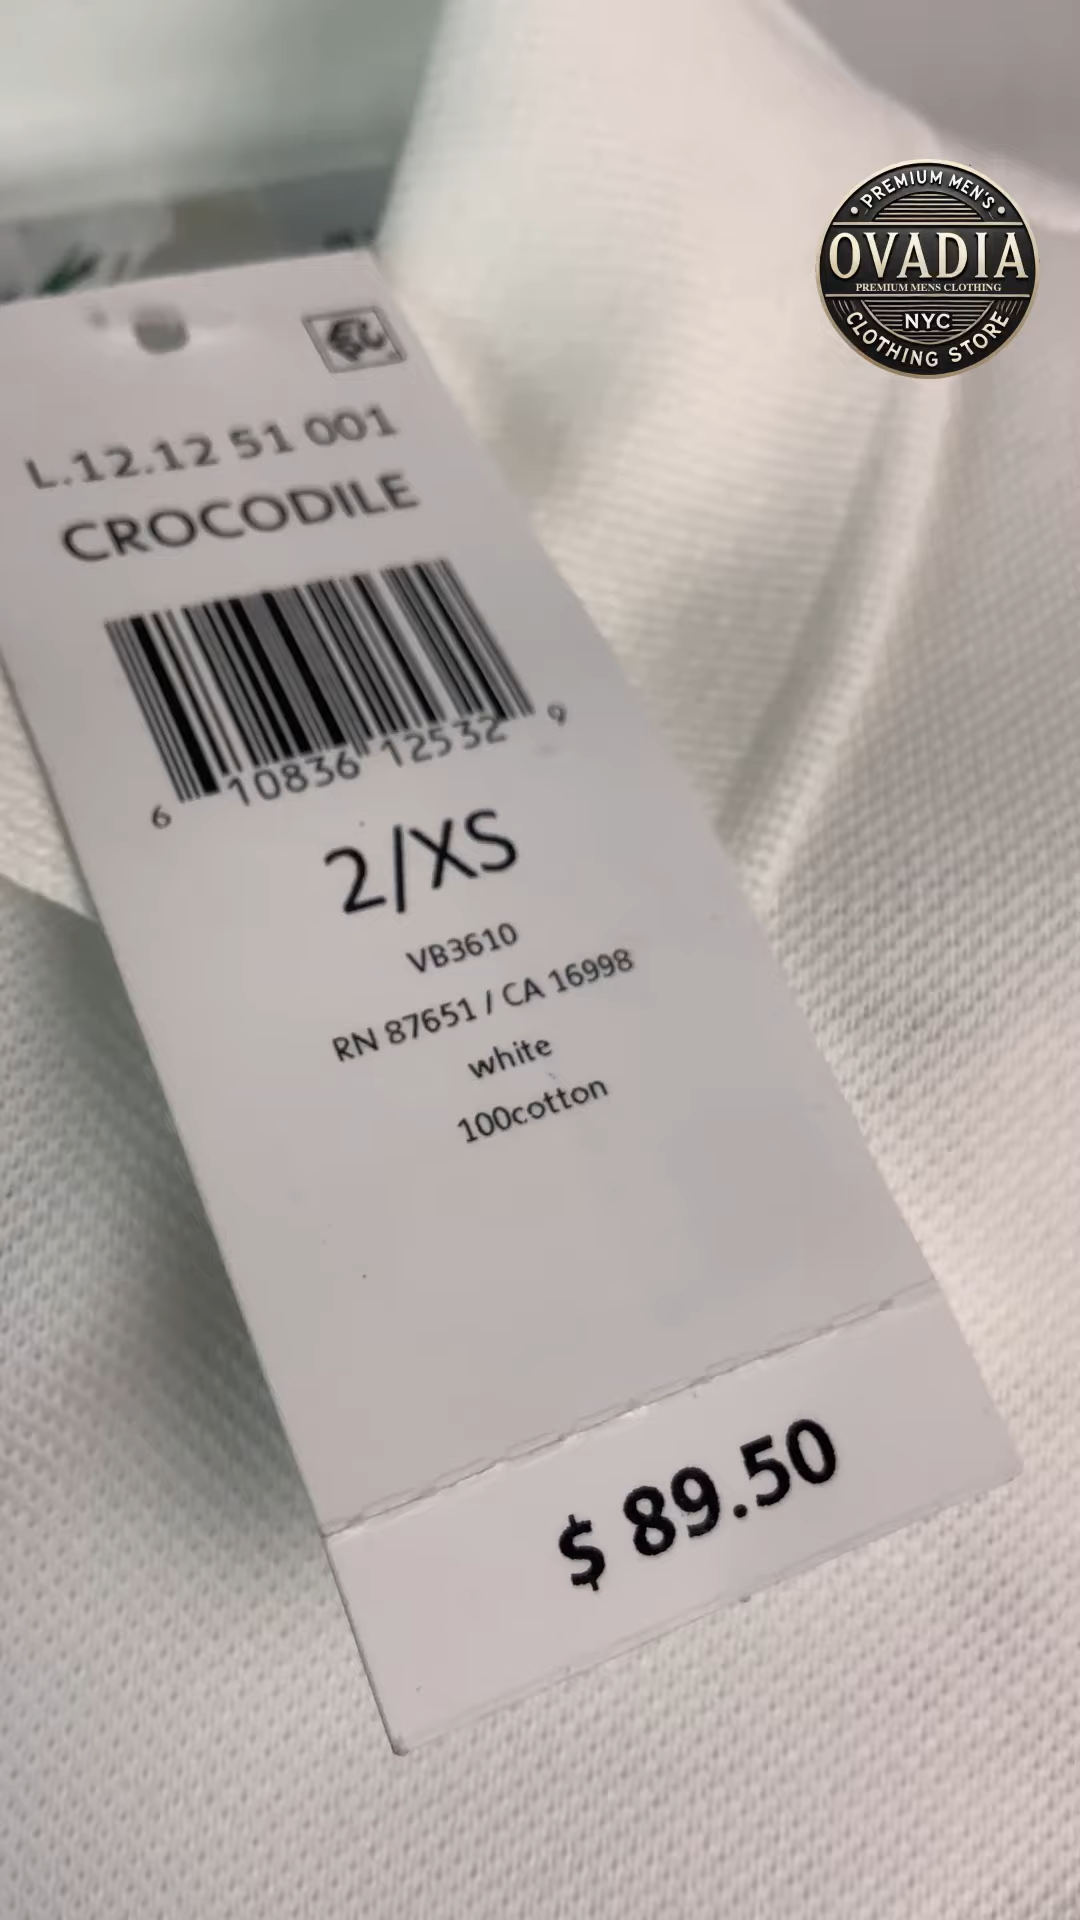 PREMIUM MEN'S
OVADIA
PREMIUM MENS CLOTHING
NYC
CLOTHING STORE
L.12.12 51 001
CROCODILE
6 10836 12532 9
2/XS
VB3610
RN 87651 / CA 16998
white
100cotton
$ 89.50